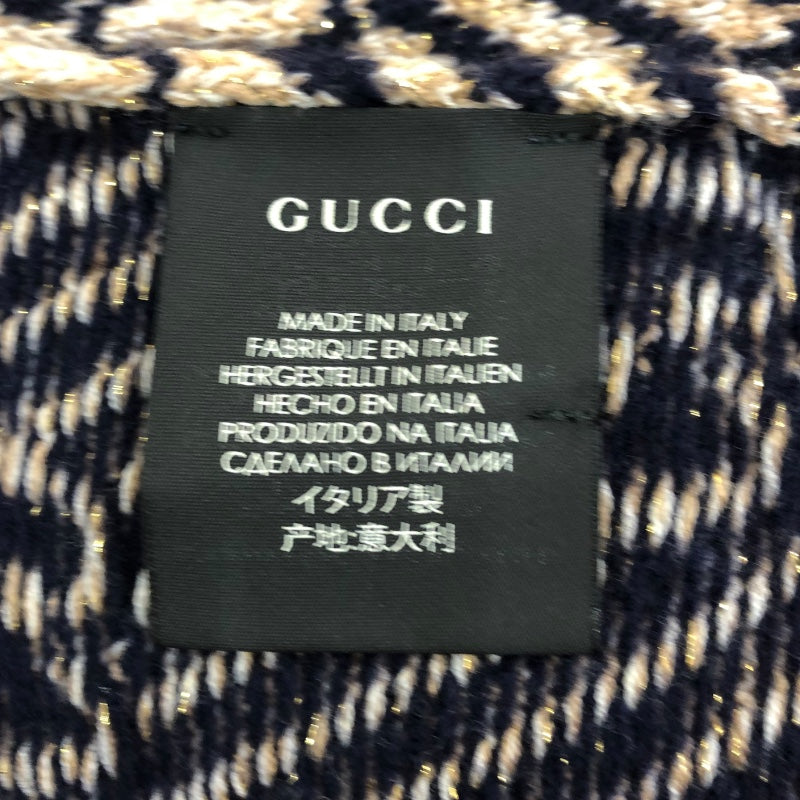 GUCCI
MADE IN ITALY
FABRIQUE EN ITALIE
HERGESTELLT IN ITALIEN
HECHO EN ITALIA
PRODUZIDO NA ITALIA
СДЕЛАНО В ИТАЛИИ
イタリア製
产地:意大利